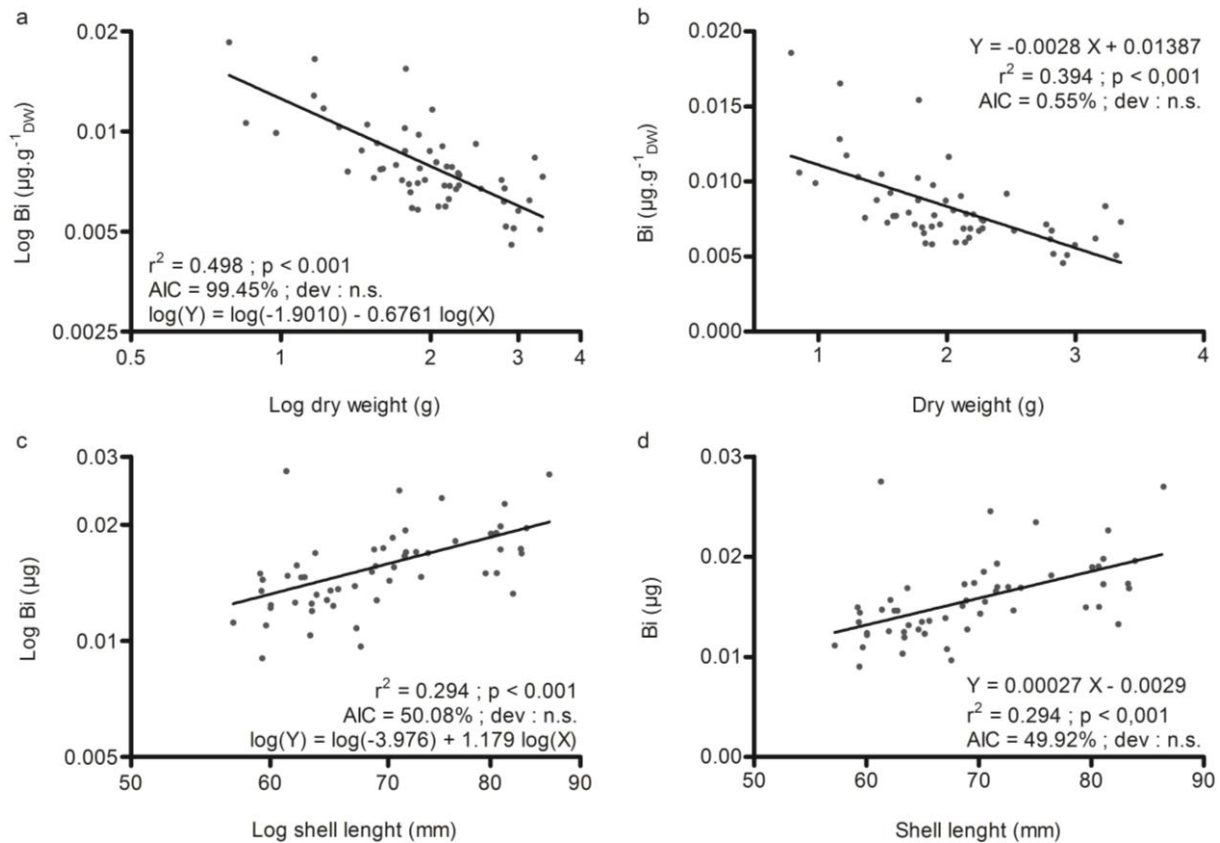 a
0.02
0.01
0.005
0.0025
Log Bi (µg.g⁻¹DW)
r² = 0.498 ; p < 0.001
AIC = 99.45% ; dev : n.s.
log(Y) = log(-1.9010) - 0.6761 log(X)
0.5
1
2
3
4
Log dry weight (g)
b
0.020
0.015
0.010
0.005
0.000
Bi (µg.g⁻¹DW)
Y = -0.0028 X + 0.01387
r² = 0.394 ; p < 0,001
AIC = 0.55% ; dev : n.s.
1
2
3
4
Dry weight (g)
c
0.03
0.02
0.01
0.005
Log Bi (µg)
r² = 0.294 ; p < 0.001
AIC = 50.08% ; dev : n.s.
log(Y) = log(-3.976) + 1.179 log(X)
50
60
70
80
90
Log shell lenght (mm)
d
0.03
0.02
0.01
0.00
Bi (µg)
Y = 0.00027 X - 0.0029
r² = 0.294 ; p < 0,001
AIC = 49.92% ; dev : n.s.
50
60
70
80
90
Shell lenght (mm)